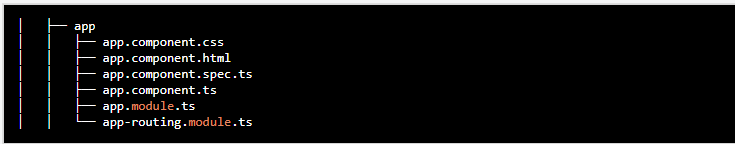 │   ├── app
│   │   ├── app.component.css
│   │   ├── app.component.html
│   │   ├── app.component.spec.ts
│   │   ├── app.component.ts
│   │   ├── app.module.ts
│   │   └── app-routing.module.ts